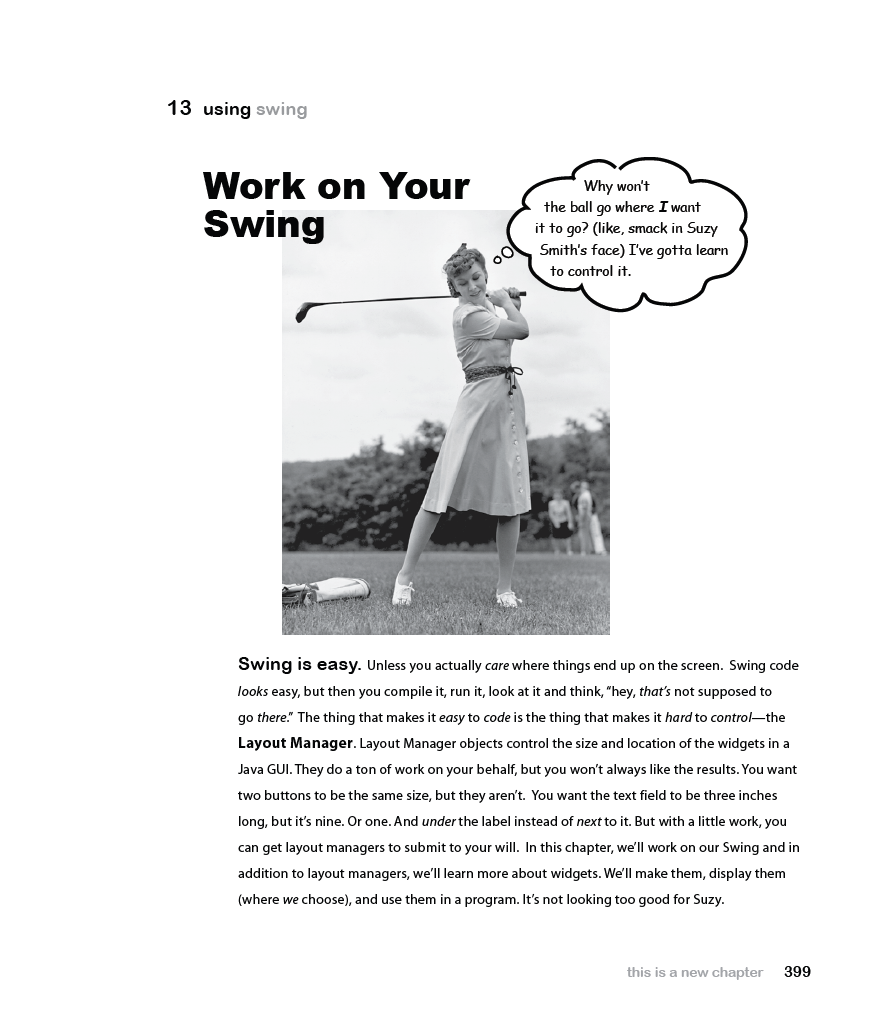 13 using swing
Work on Your
Swing
Why won't
the ball go where I want
it to go? (like, smack in Suzy
Smith's face) I've gotta learn
to control it.
Swing is easy. Unless you actually care where things end up on the screen. Swing code
looks easy, but then you compile it, run it, look at it and think, “hey, that’s not supposed to
go there.” The thing that makes it easy to code is the thing that makes it hard to control—the
Layout Manager. Layout Manager objects control the size and location of the widgets in a
Java GUI. They do a ton of work on your behalf, but you won’t always like the results. You want
two buttons to be the same size, but they aren’t. You want the text field to be three inches
long, but it’s nine. Or one. And under the label instead of next to it. But with a little work, you
can get layout managers to submit to your will. In this chapter, we’ll work on our Swing and in
addition to layout managers, we’ll learn more about widgets. We’ll make them, display them
(where we choose), and use them in a program. It’s not looking too good for Suzy.
this is a new chapter 399